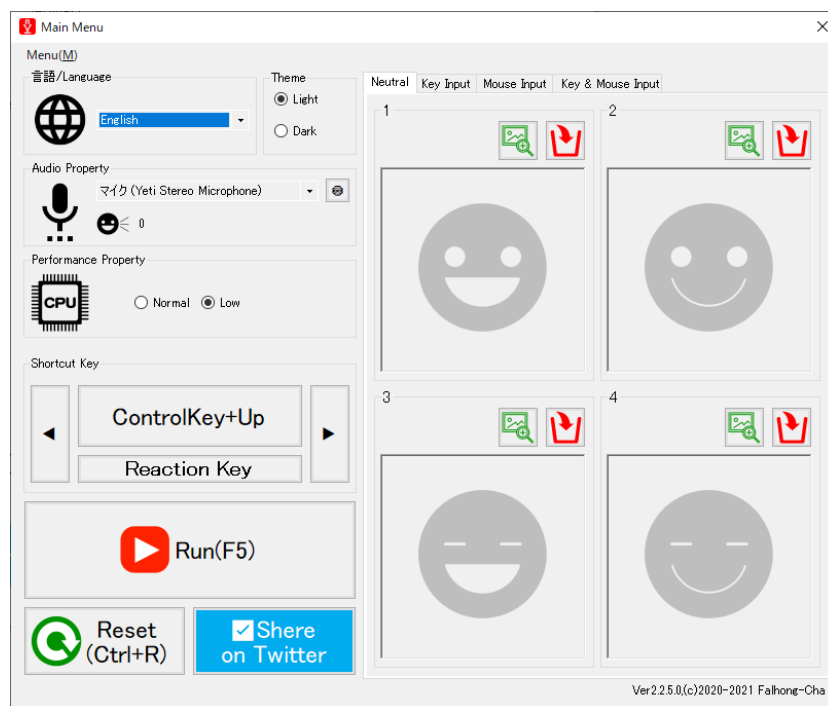 Main Menu
Menu(M)
言語/Language
English
Theme
Light
Dark
Audio Property
マイク (Yeti Stereo Microphone)
0
Performance Property
CPU
Normal
Low
Shortcut Key
ControlKey+Up
Reaction Key
Run(F5)
Reset
(Ctrl+R)
Shere
on Twitter
Neutral
Key Input
Mouse Input
Key & Mouse Input
1
2
3
4
Ver2.2.5.0,(c)2020-2021 Falhong-Cha